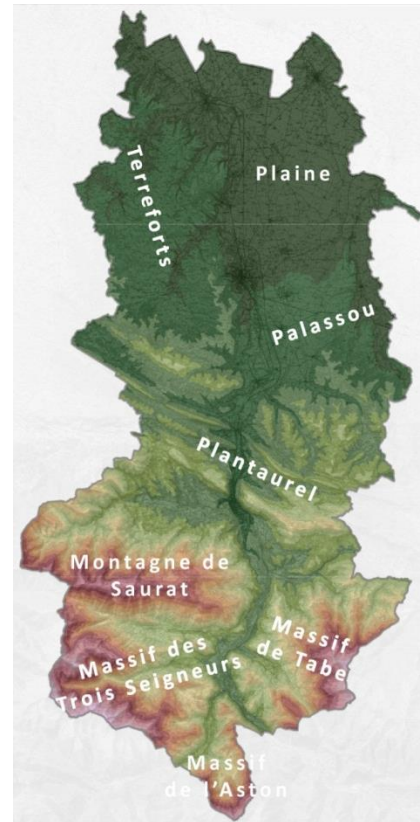 Terreforts
Plaine
Palassou
Plantaurel
Montagne de
Saurat
Massif des
Trois Seigneurs
Massif
de Tabe
Massif
de l'Aston